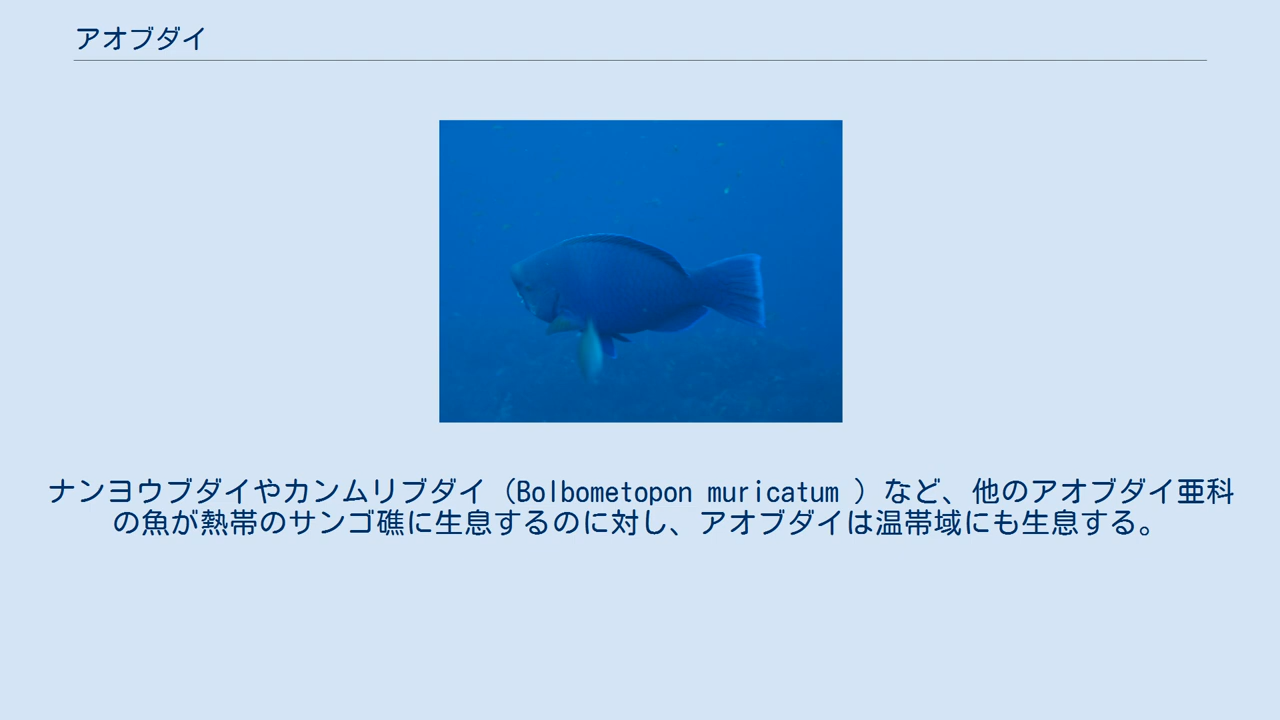 アオブダイ
ナンヨウブダイやカンムリブダイ（Bolbometopon muricatum ）など、他のアオブダイ亜科
の魚が熱帯のサンゴ礁に生息するのに対し、アオブダイは温帯域にも生息する。